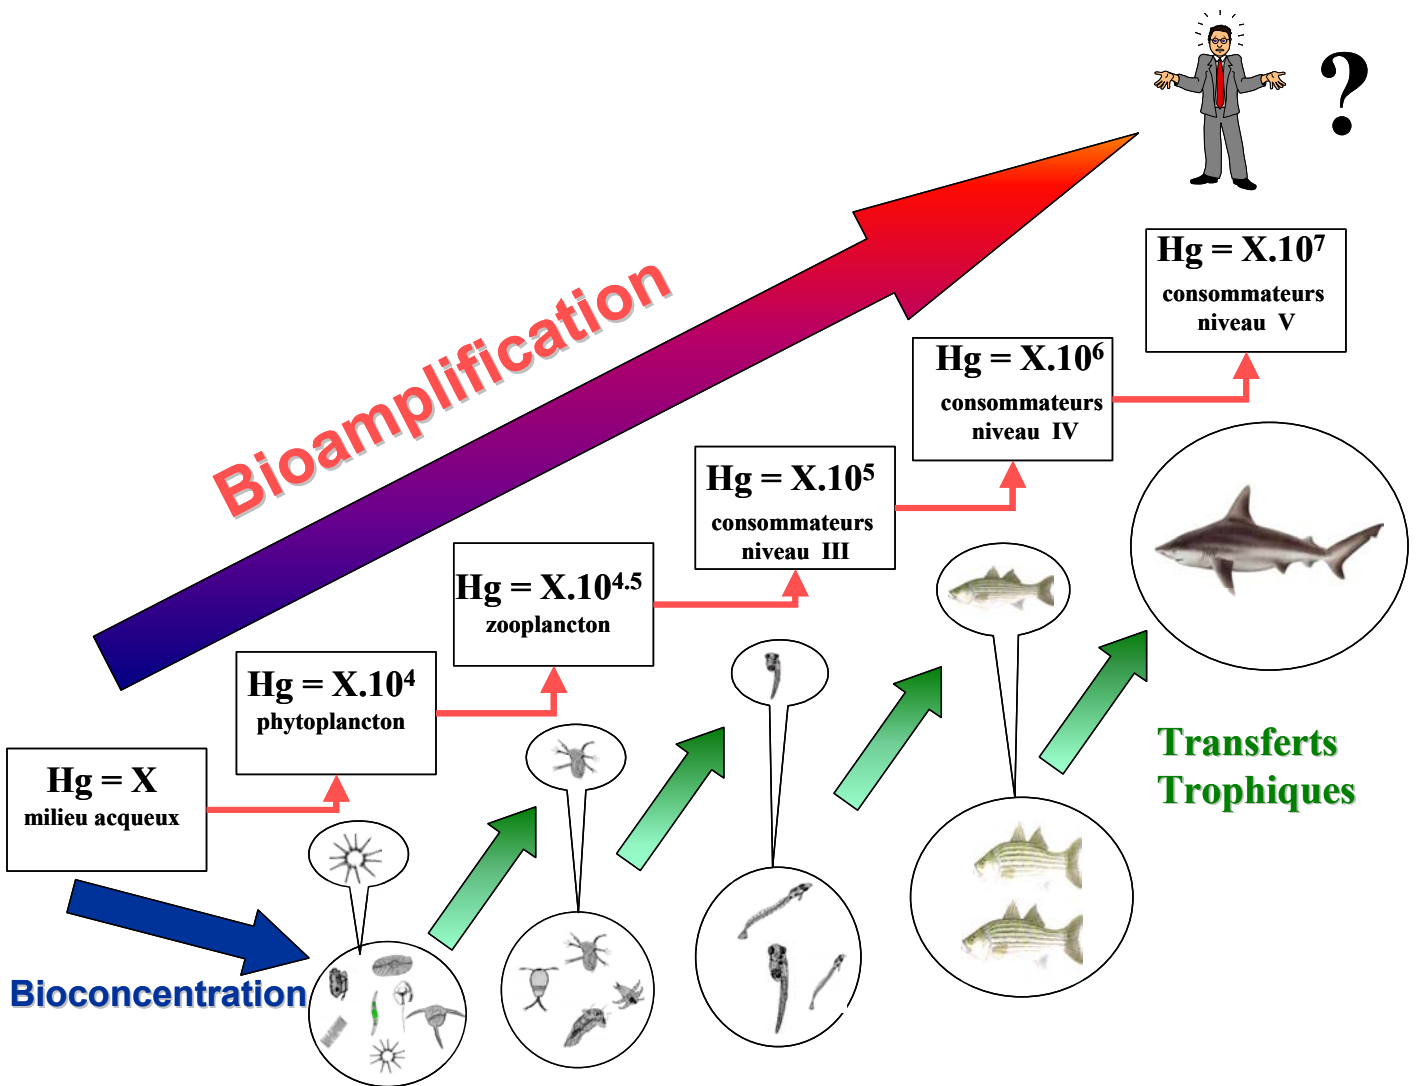 ?
Hg = X.10⁷
consommateurs
niveau V
Hg = X.10⁶
consommateurs
niveau IV
Bioamplification
Hg = X.10⁵
consommateurs
niveau III
Hg = X.10⁴·⁵
zooplancton
Hg = X.10⁴
phytoplancton
Hg = X
milieu acqueux
Transferts
Trophiques
Bioconcentration